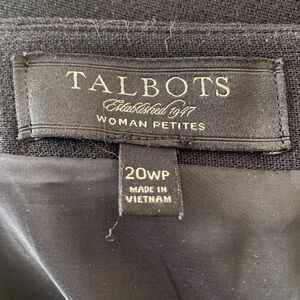 TALBOTS
Established 1947
WOMAN PETITES
20WP
MADE IN
VIETNAM